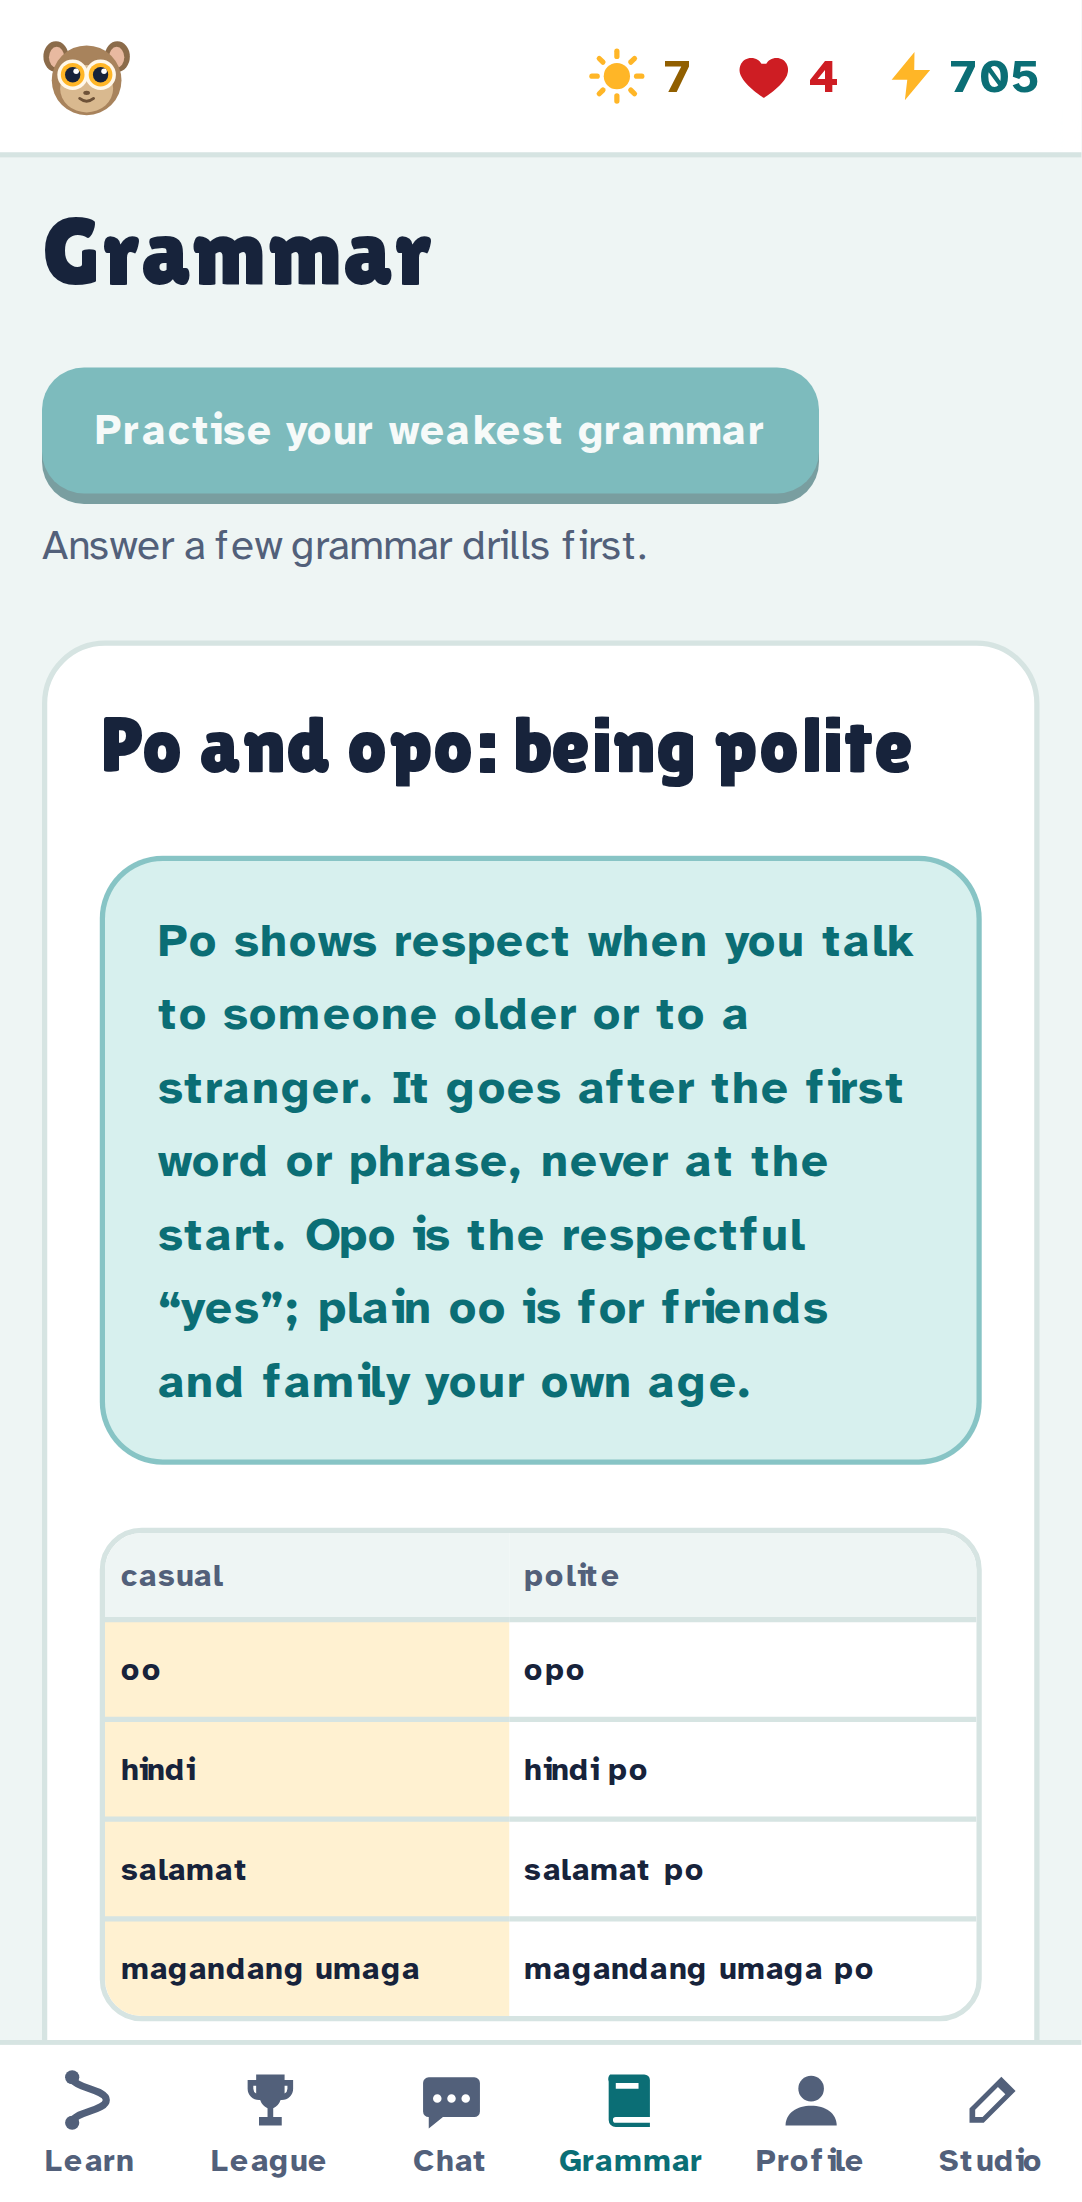 7 4 705
Grammar
Practise your weakest grammar
Answer a few grammar drills first.
Po and opo: being polite
Po shows respect when you talk
to someone older or to a
stranger. It goes after the first
word or phrase, never at the
start. Opo is the respectful
“yes”; plain oo is for friends
and family your own age.
casual polite
oo opo
hindi hindi po
salamat salamat po
magandang umaga magandang umaga po
Learn League Chat Grammar Profile Studio